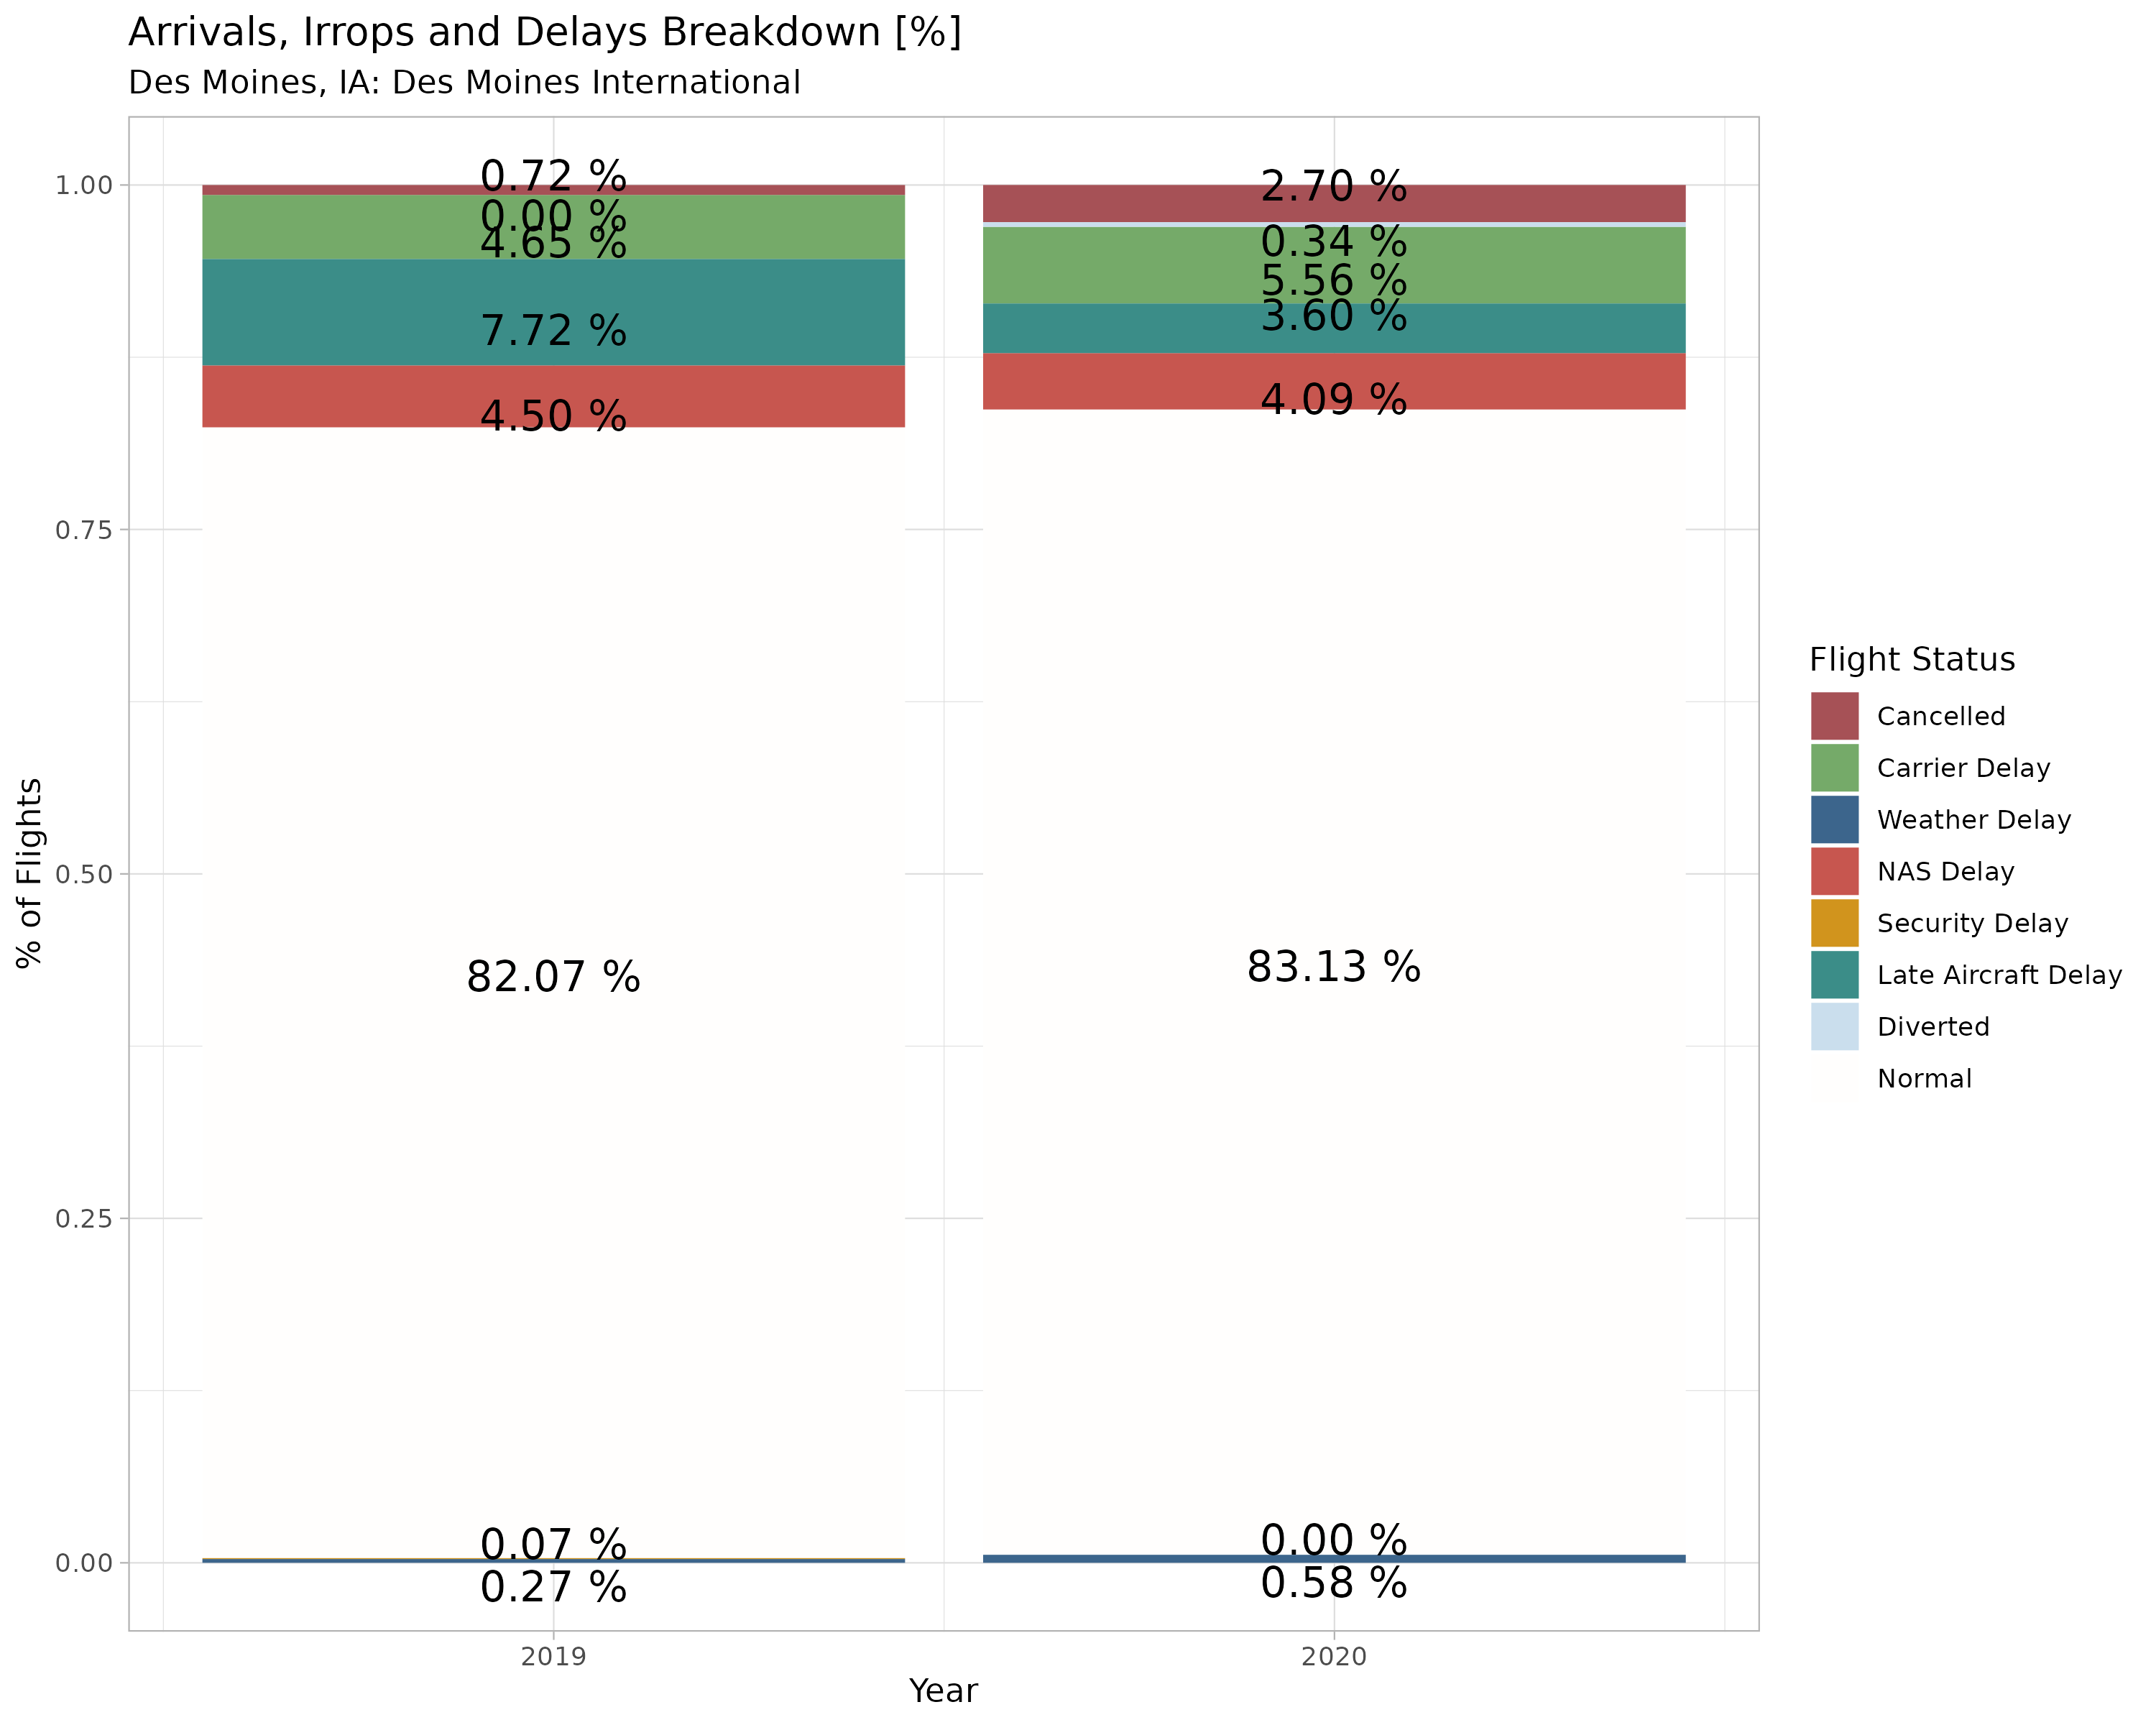 Arrivals, Irrops and Delays Breakdown [%]
Des Moines, IA: Des Moines International
% of Flights
1.00
0.75
0.50
0.25
0.00
0.72 %
0.00 %
4.65 %
7.72 %
4.50 %
82.07 %
0.07 %
0.27 %
2.70 %
0.34 %
5.56 %
3.60 %
4.09 %
83.13 %
0.00 %
0.58 %
2019
2020
Year
Flight Status
Cancelled
Carrier Delay
Weather Delay
NAS Delay
Security Delay
Late Aircraft Delay
Diverted
Normal